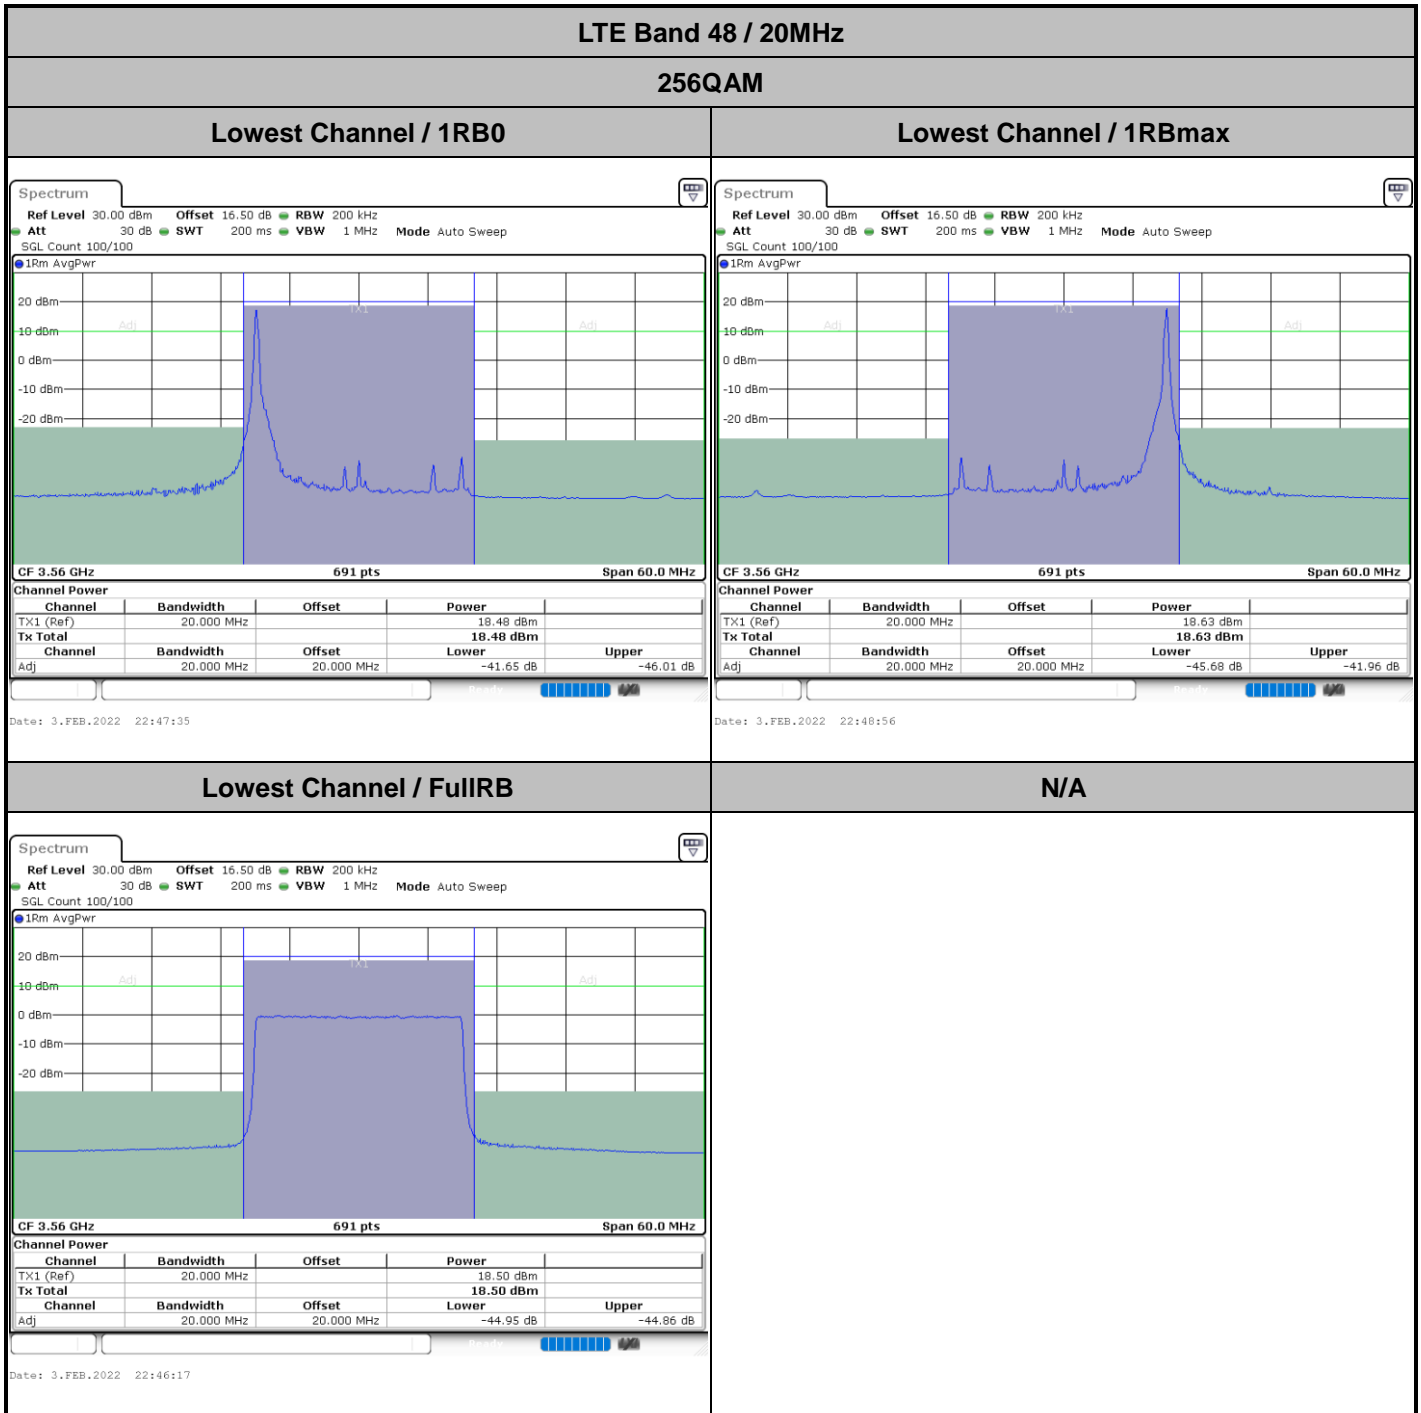 LTE Band 48 / 20MHz
256QAM
Lowest Channel / 1RB0
Lowest Channel / 1RBmax
Spectrum
Ref Level 30.00 dBm Offset 16.50 dB RBW 200 kHz
Att 30 dB SWT 200 ms VBW 1 MHz Mode Auto Sweep
SGL Count 100/100
1Rm AvgPwr
TX1
20 dBm
Adj
Adj
10 dBm
0 dBm
-10 dBm
-20 dBm
CF 3.56 GHz 691 pts Span 60.0 MHz
Channel Power
Channel Bandwidth Offset Power
TX1 (Ref) 20.000 MHz 18.48 dBm
Tx Total 18.48 dBm
Channel Bandwidth Offset Lower Upper
Adj 20.000 MHz 20.000 MHz -41.65 dB -46.01 dB
Ready
Date: 3.FEB.2022 22:47:35
Spectrum
Ref Level 30.00 dBm Offset 16.50 dB RBW 200 kHz
Att 30 dB SWT 200 ms VBW 1 MHz Mode Auto Sweep
SGL Count 100/100
1Rm AvgPwr
TX1
20 dBm
Adj
Adj
10 dBm
0 dBm
-10 dBm
-20 dBm
CF 3.56 GHz 691 pts Span 60.0 MHz
Channel Power
Channel Bandwidth Offset Power
TX1 (Ref) 20.000 MHz 18.63 dBm
Tx Total 18.63 dBm
Channel Bandwidth Offset Lower Upper
Adj 20.000 MHz 20.000 MHz -45.68 dB -41.96 dB
Ready
Date: 3.FEB.2022 22:48:56
Lowest Channel / FullRB
N/A
Spectrum
Ref Level 30.00 dBm Offset 16.50 dB RBW 200 kHz
Att 30 dB SWT 200 ms VBW 1 MHz Mode Auto Sweep
SGL Count 100/100
1Rm AvgPwr
20 dBm
TX1
Adj
Adj
10 dBm
0 dBm
-10 dBm
-20 dBm
CF 3.56 GHz 691 pts Span 60.0 MHz
Channel Power
Channel Bandwidth Offset Power
TX1 (Ref) 20.000 MHz 18.50 dBm
Tx Total 18.50 dBm
Channel Bandwidth Offset Lower Upper
Adj 20.000 MHz 20.000 MHz -44.95 dB -44.86 dB
Ready
Date: 3.FEB.2022 22:46:17